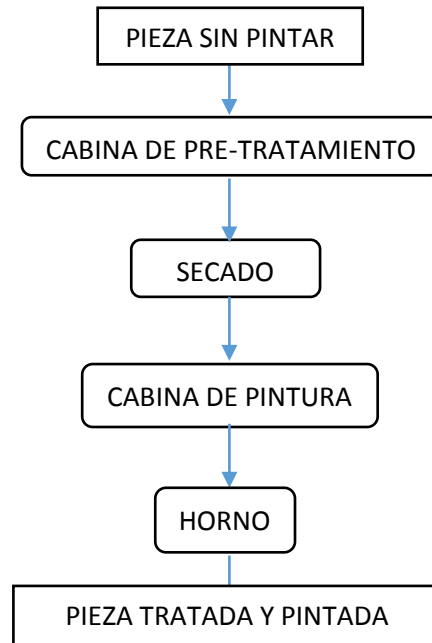 PIEZA SIN PINTAR
CABINA DE PRE-TRATAMIENTO
SECADO
CABINA DE PINTURA
HORNO
PIEZA TRATADA Y PINTADA